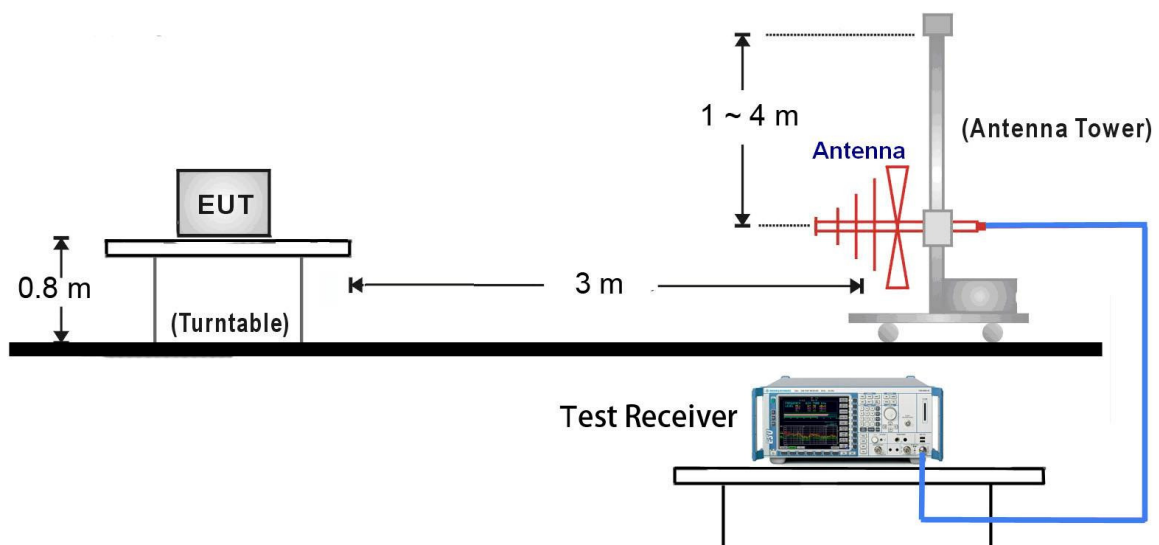 1 ~ 4 m
(Antenna Tower)
Antenna
EUT
0.8 m
3 m
(Turntable)
Test Receiver